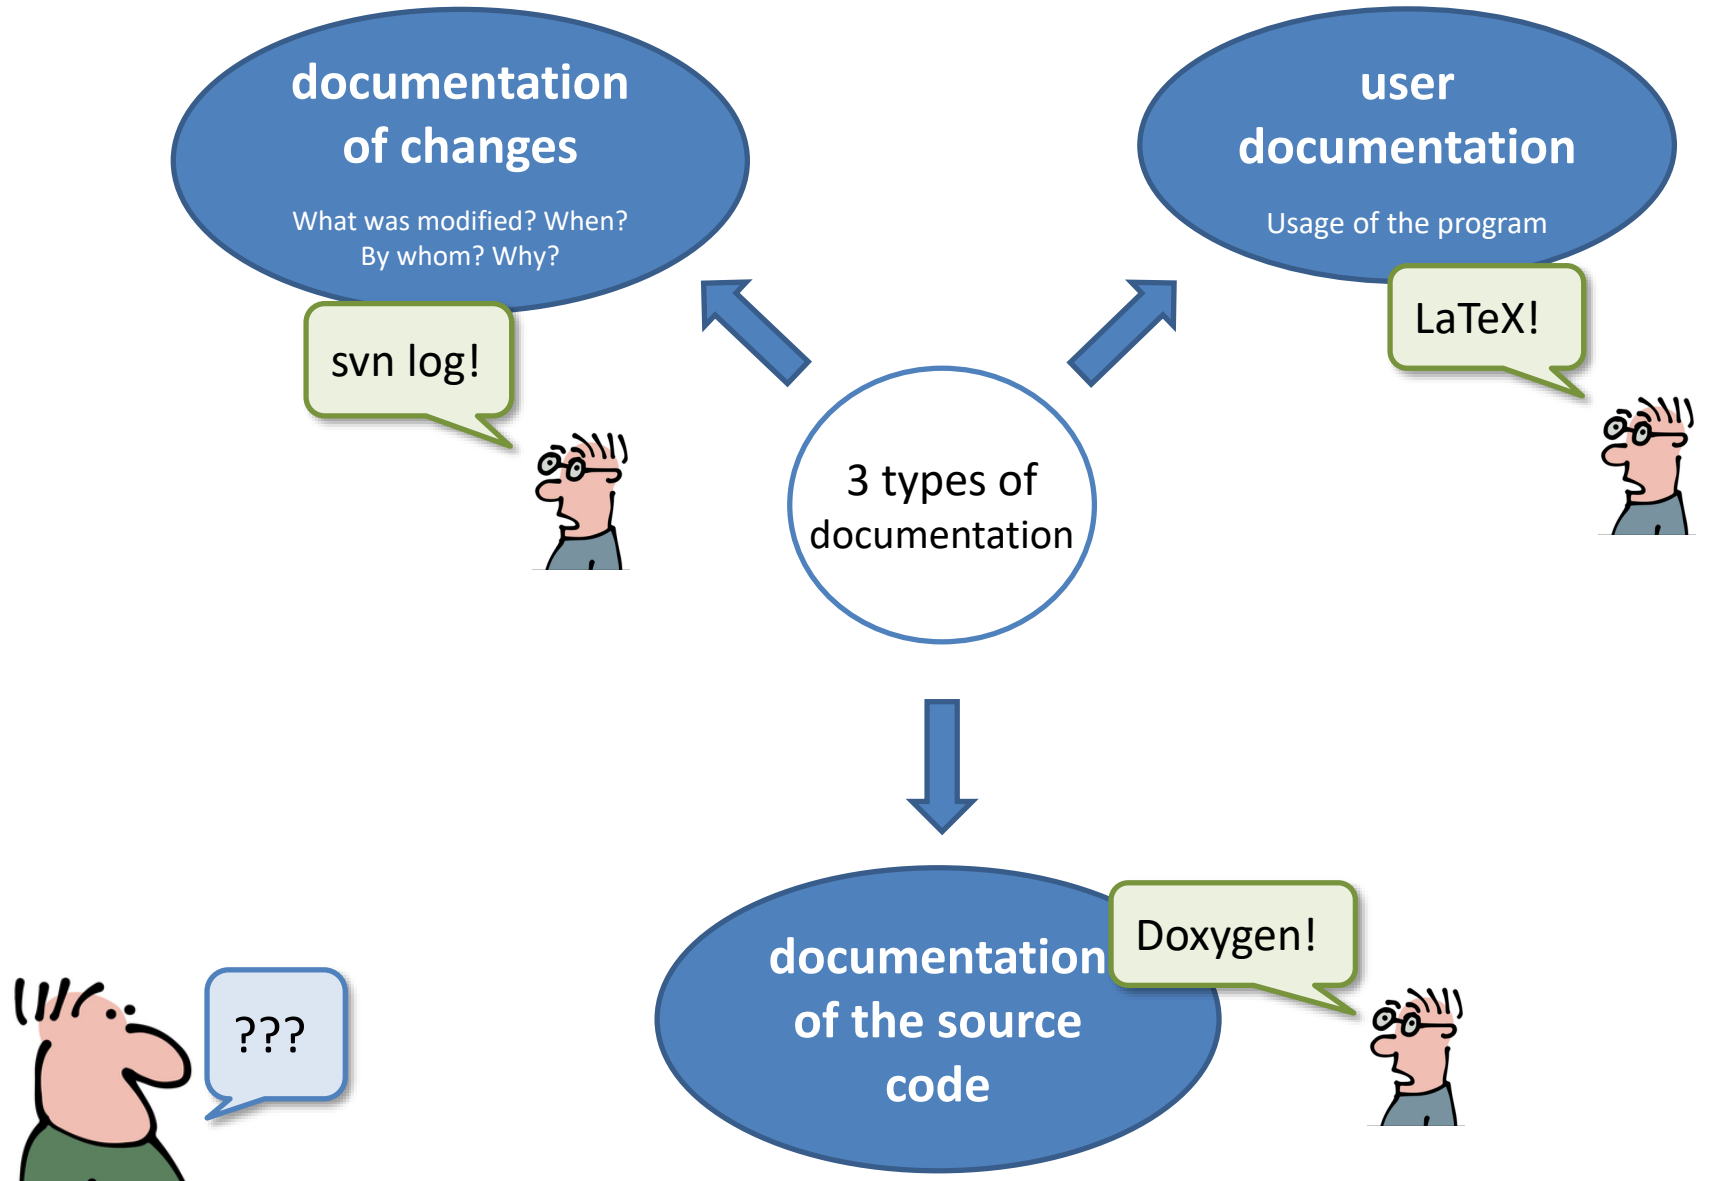 documentation
of changes
What was modified? When?
By whom? Why?
svn log!
user
documentation
Usage of the program
LaTeX!
3 types of
documentation
documentation
of the source
code
Doxygen!
???